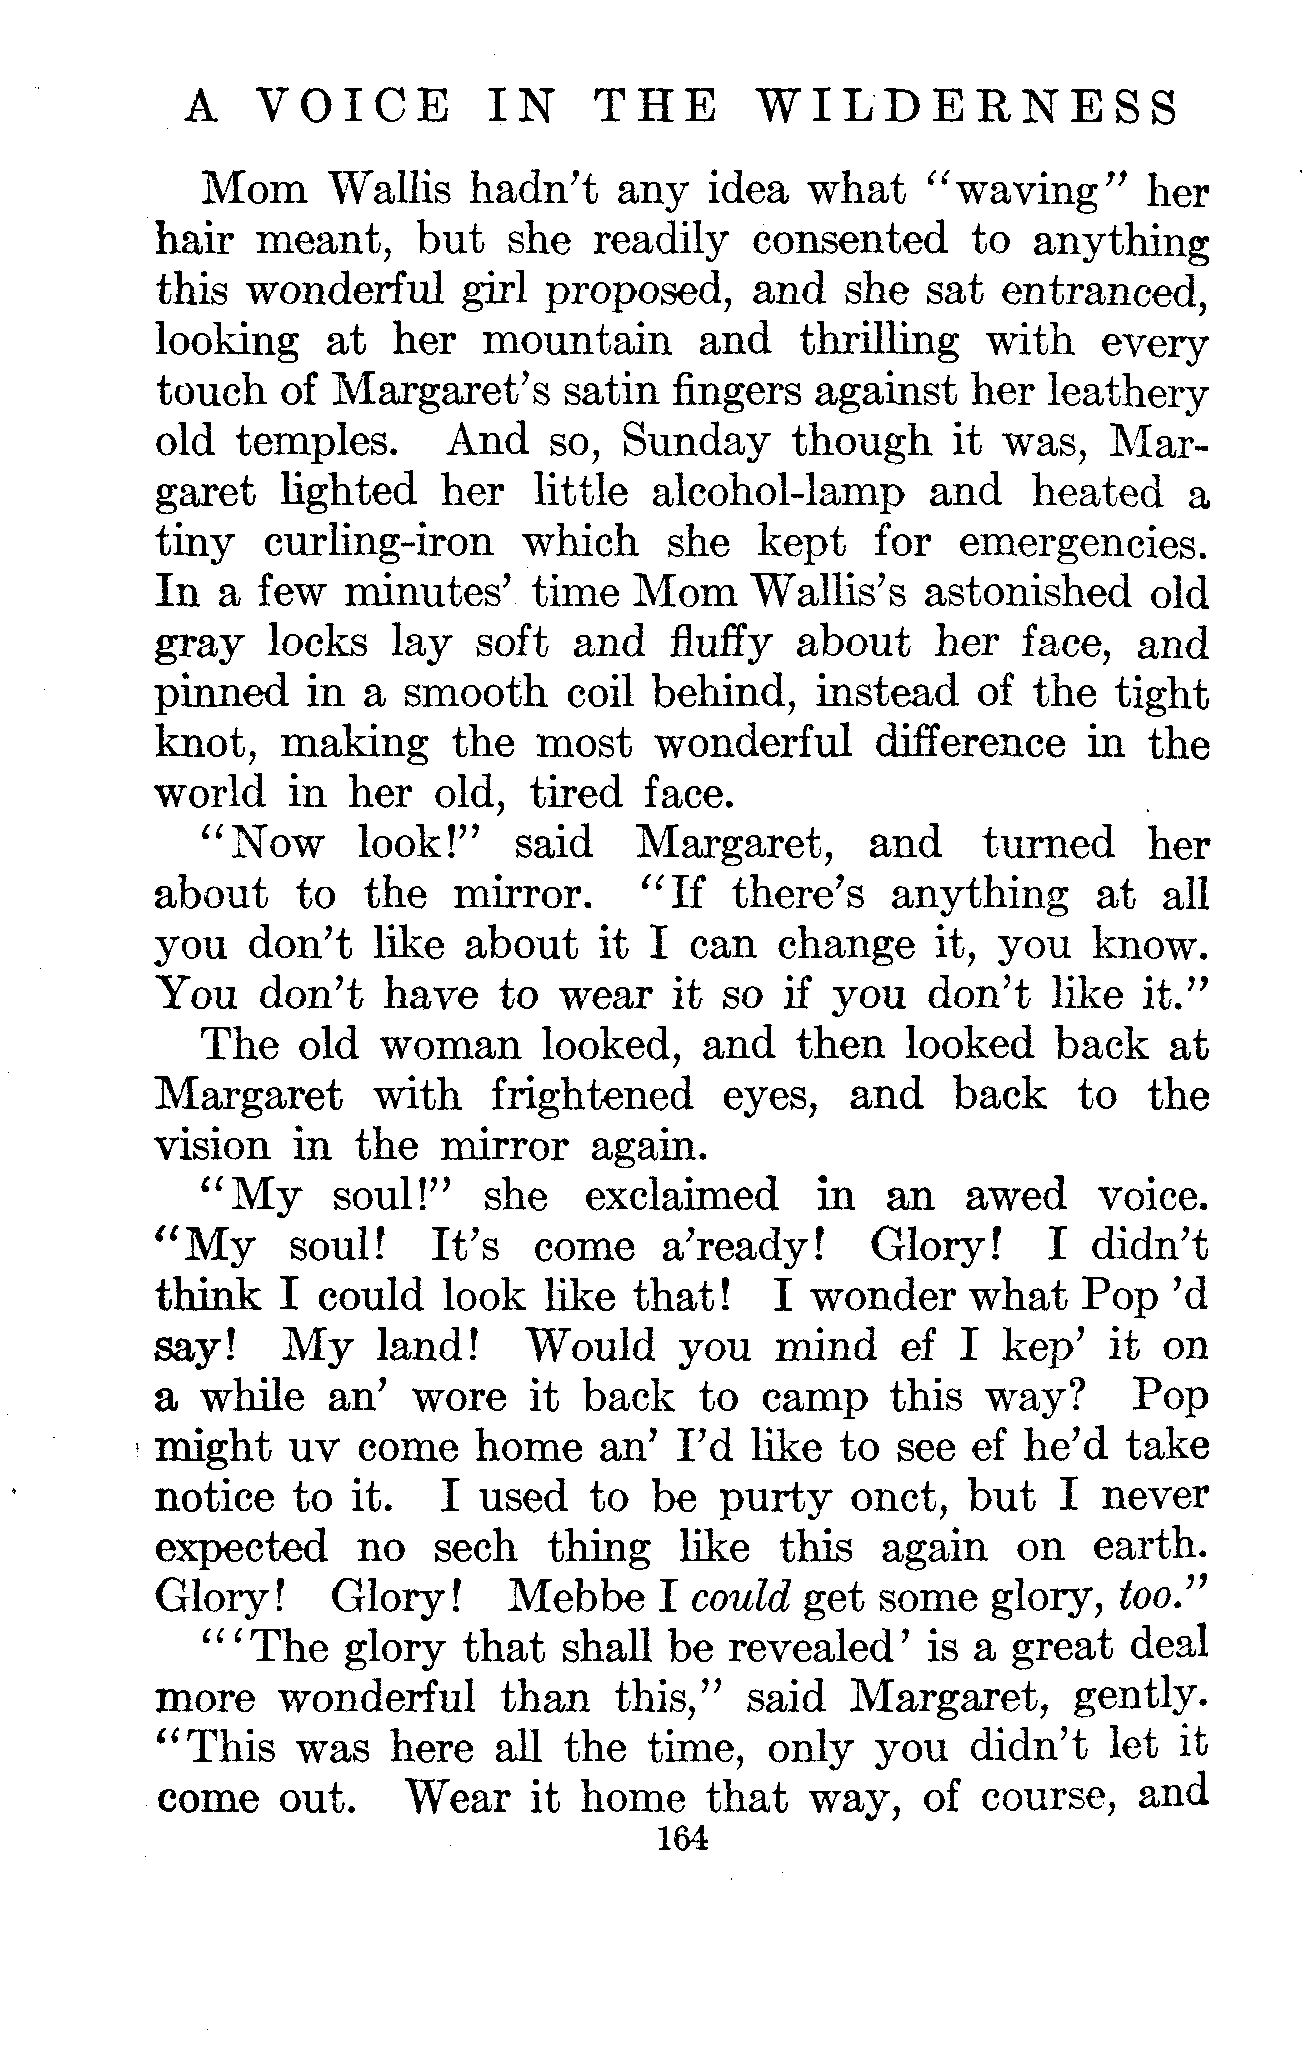 A VOICE IN THE WILDERNESS
Mom Wallis hadn't any idea what "waving" her
hair meant, but she readily consented to anything
this wonderful girl proposed, and she sat entranced,
looking at her mountain and thrilling with every
touch of Margaret's satin fingers against her leathery
old temples. And so, Sunday though it was, Mar-
garet lighted her little alcohol-lamp and heated a
tiny curling-iron which she kept for emergencies.
In a few minutes' time Mom Wallis's astonished old
gray locks lay soft and fluffy about her face, and
pinned in a smooth coil behind, instead of the tight
knot, making the most wonderful difference in the
world in her old, tired face.
"Now look!" said Margaret, and turned her
about to the mirror. "If there's anything at all
you don't like about it I can change it, you know.
You don't have to wear it so if you don't like it."
The old woman looked, and then looked back at
Margaret with frightened eyes, and back to the
vision in the mirror again.
"My soul!" she exclaimed in an awed voice.
"My soul! It's come a'ready! Glory! I didn't
think I could look like that! I wonder what Pop 'd
say! My land! Would you mind ef I kep' it on
a while an' wore it back to camp this way? Pop
might uv come home an' I'd like to see ef he'd take
notice to it. I used to be purty onct, but I never
expected no sech thing like this again on earth.
Glory! Glory! Mebbe I could get some glory, too."
"'The glory that shall be revealed' is a great deal
more wonderful than this," said Margaret, gently.
"This was here all the time, only you didn't let it
come out. Wear it home that way, of course, and
164